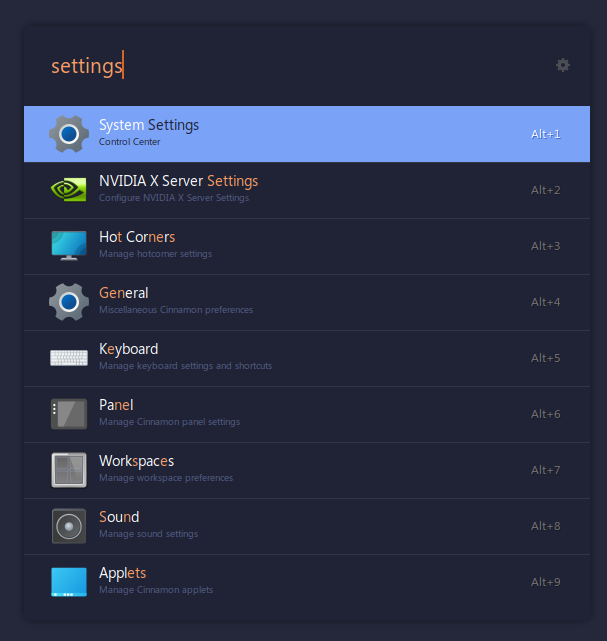 settings
System Settings
Control Center
Alt+1
NVIDIA X Server Settings
Configure NVIDIA X Server Settings
Alt+2
Hot Corners
Manage hotcorner settings
Alt+3
General
Miscellaneous Cinnamon preferences
Alt+4
Keyboard
Manage keyboard settings and shortcuts
Alt+5
Panel
Manage Cinnamon panel settings
Alt+6
Workspaces
Manage workspace preferences
Alt+7
Sound
Manage sound settings
Alt+8
Applets
Manage Cinnamon applets
Alt+9